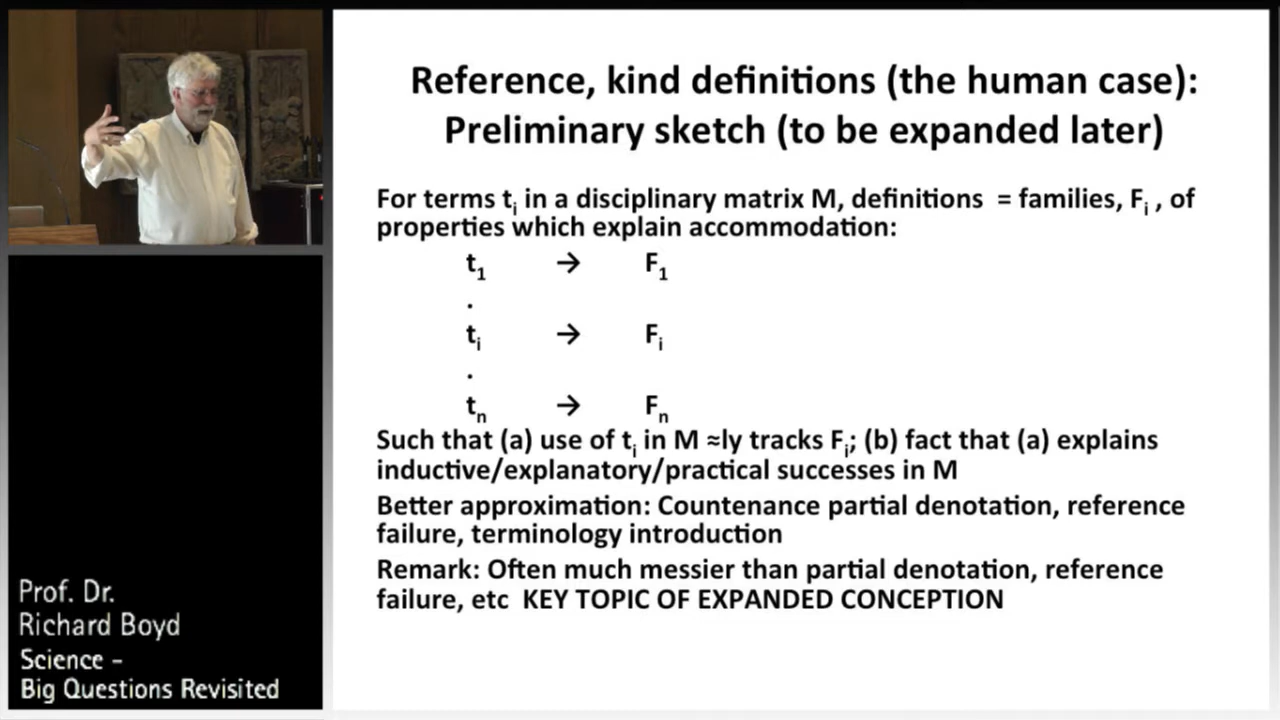 Reference, kind definitions (the human case):
Preliminary sketch (to be expanded later)
For terms tᵢ in a disciplinary matrix M, definitions = families, Fᵢ , of
properties which explain accommodation:
t₁ → F₁
.
tᵢ → Fᵢ
.
tₙ → Fₙ
Such that (a) use of tᵢ in M ≈ly tracks Fᵢ; (b) fact that (a) explains
inductive/explanatory/practical successes in M
Better approximation: Countenance partial denotation, reference
failure, terminology introduction
Remark: Often much messier than partial denotation, reference
failure, etc KEY TOPIC OF EXPANDED CONCEPTION
Prof. Dr.
Richard Boyd
Science –
Big Questions Revisited